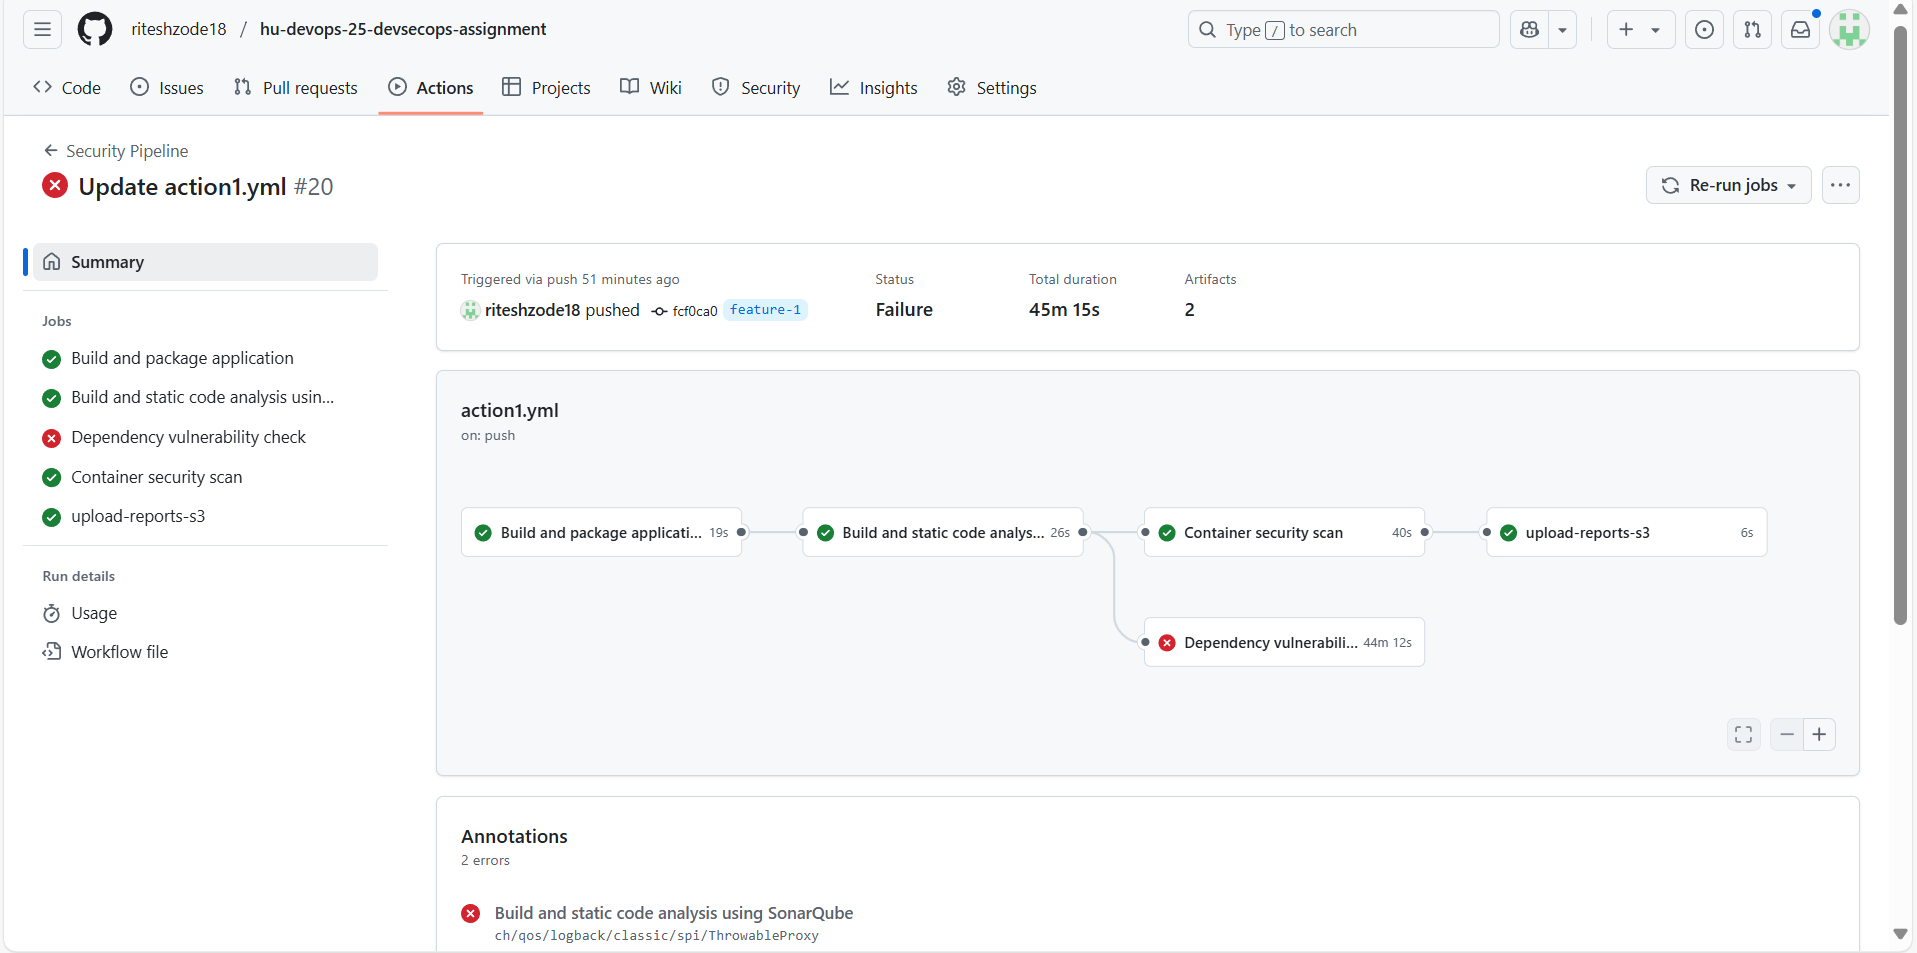 riteshzode18 / hu-devops-25-devsecops-assignment
Type / to search
Code
Issues
Pull requests
Actions
Projects
Wiki
Security
Insights
Settings
Security Pipeline
Update action1.yml #20
Re-run jobs
Summary
Jobs
Build and package application
Build and static code analysis usin...
Dependency vulnerability check
Container security scan
upload-reports-s3
Run details
Usage
Workflow file
Triggered via push 51 minutes ago
riteshzode18 pushed fcf0ca0 feature-1
Status
Failure
Total duration
45m 15s
Artifacts
2
action1.yml
on: push
Build and package applicati... 19s
Build and static code analys... 26s
Container security scan 40s
upload-reports-s3 6s
Dependency vulnerabili... 44m 12s
Annotations
2 errors
Build and static code analysis using SonarQube
ch/qos/logback/classic/spi/ThrowableProxy